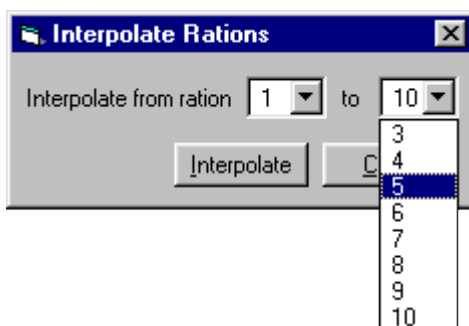 Interpolate Rations
Interpolate from ration 1 to 10
Interpolate C
3
4
5
6
7
8
9
10